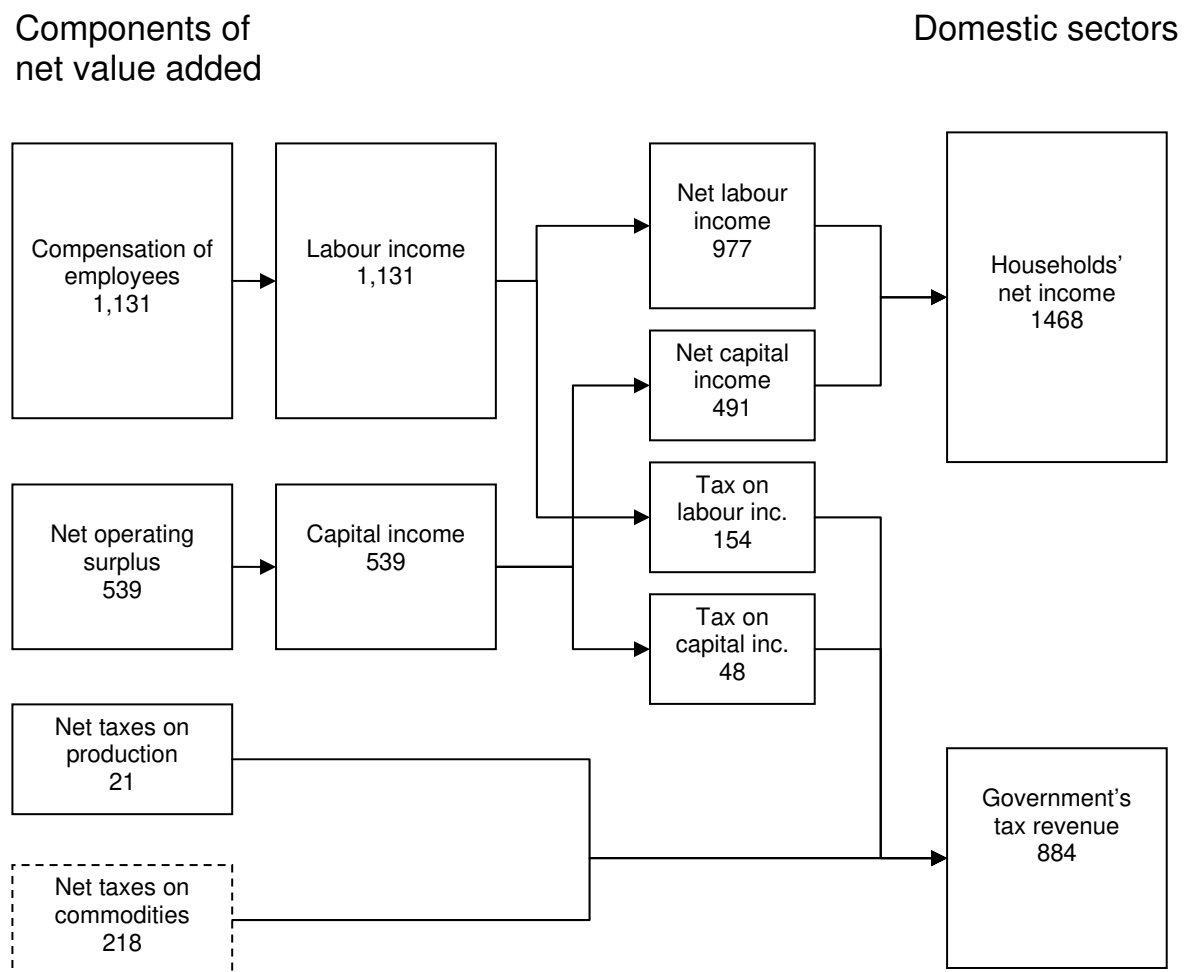 Components of
net value added
Domestic sectors
Compensation of
employees
1,131
Labour income
1,131
Net labour
income
977
Households’
net income
1468
Net capital
income
491
Net operating
surplus
539
Capital income
539
Tax on
labour inc.
154
Tax on
capital inc.
48
Net taxes on
production
21
Government’s
tax revenue
884
Net taxes on
commodities
218